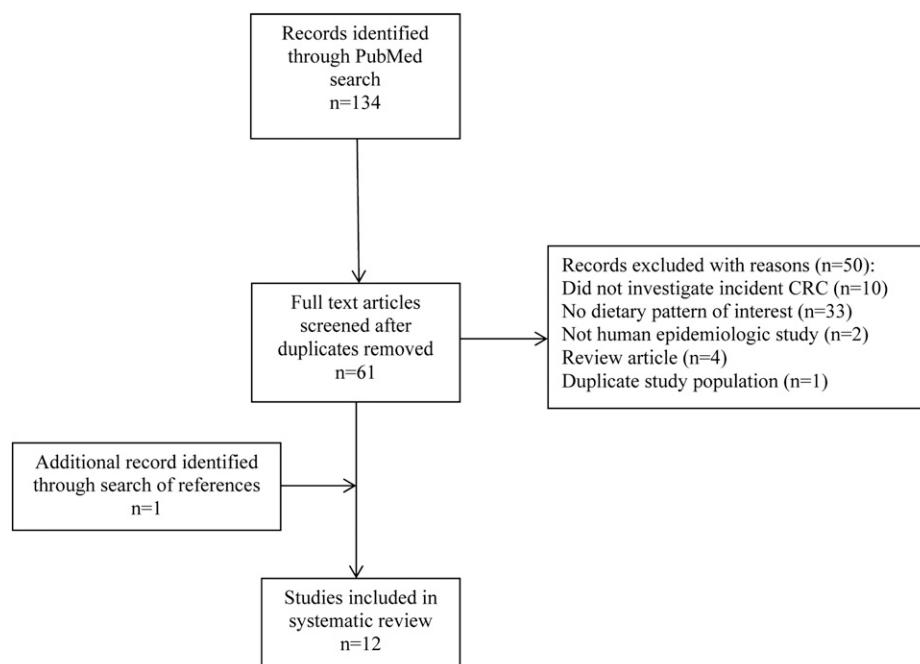 Records identified
through PubMed
search
n=134
Full text articles
screened after
duplicates removed
n=61
Records excluded with reasons (n=50):
Did not investigate incident CRC (n=10)
No dietary pattern of interest (n=33)
Not human epidemiologic study (n=2)
Review article (n=4)
Duplicate study population (n=1)
Additional record identified
through search of references
n=1
Studies included in
systematic review
n=12